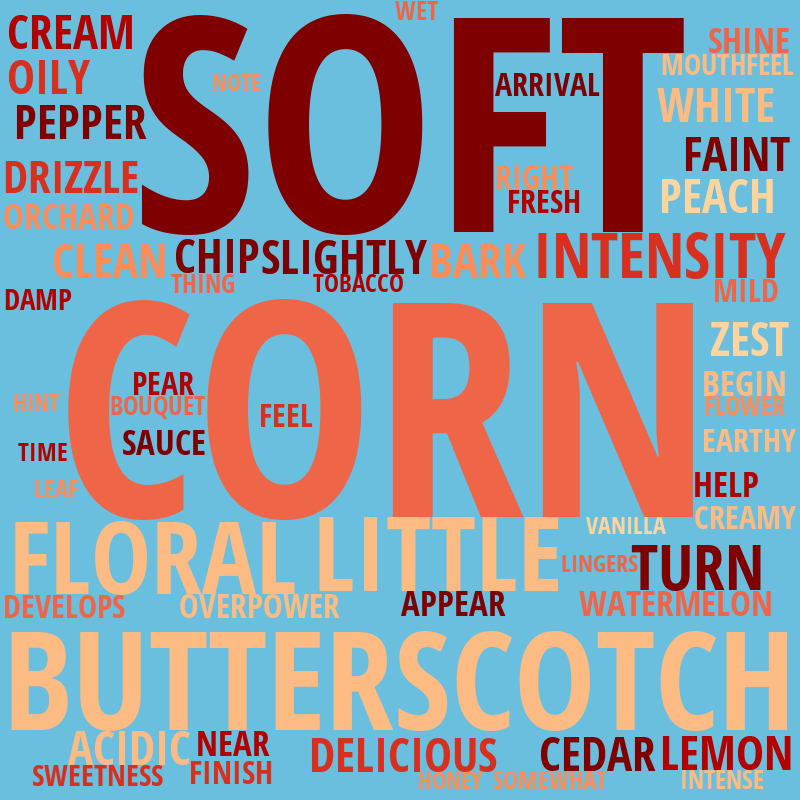 WET
CREAM
SOFT
SHINE
OILY
NOTE
ARRIVAL
MOUTHFEEL
PEPPER
WHITE
FAINT
DRIZZLE
RIGHT
FRESH
PEACH
ORCHARD
CLEAN
CHIP
SLIGHTLY
BARK
INTENSITY
THING
TOBACCO
MILD
DAMP
CORN
ZEST
PEAR
BEGIN
HINT
BOUQUET
FEEL
FLOWER
SAUCE
EARTHY
TIME
LEAF
HELP
CREAMY
FLORAL
LITTLE
VANILLA
LINGERS
TURN
DEVELOPS
OVERPOWER
APPEAR
WATERMELON
BUTTERSCOTCH
ACIDIC
NEAR
DELICIOUS
CEDAR
LEMON
SWEETNESS
FINISH
HONEY
SOMEWHAT
INTENSE